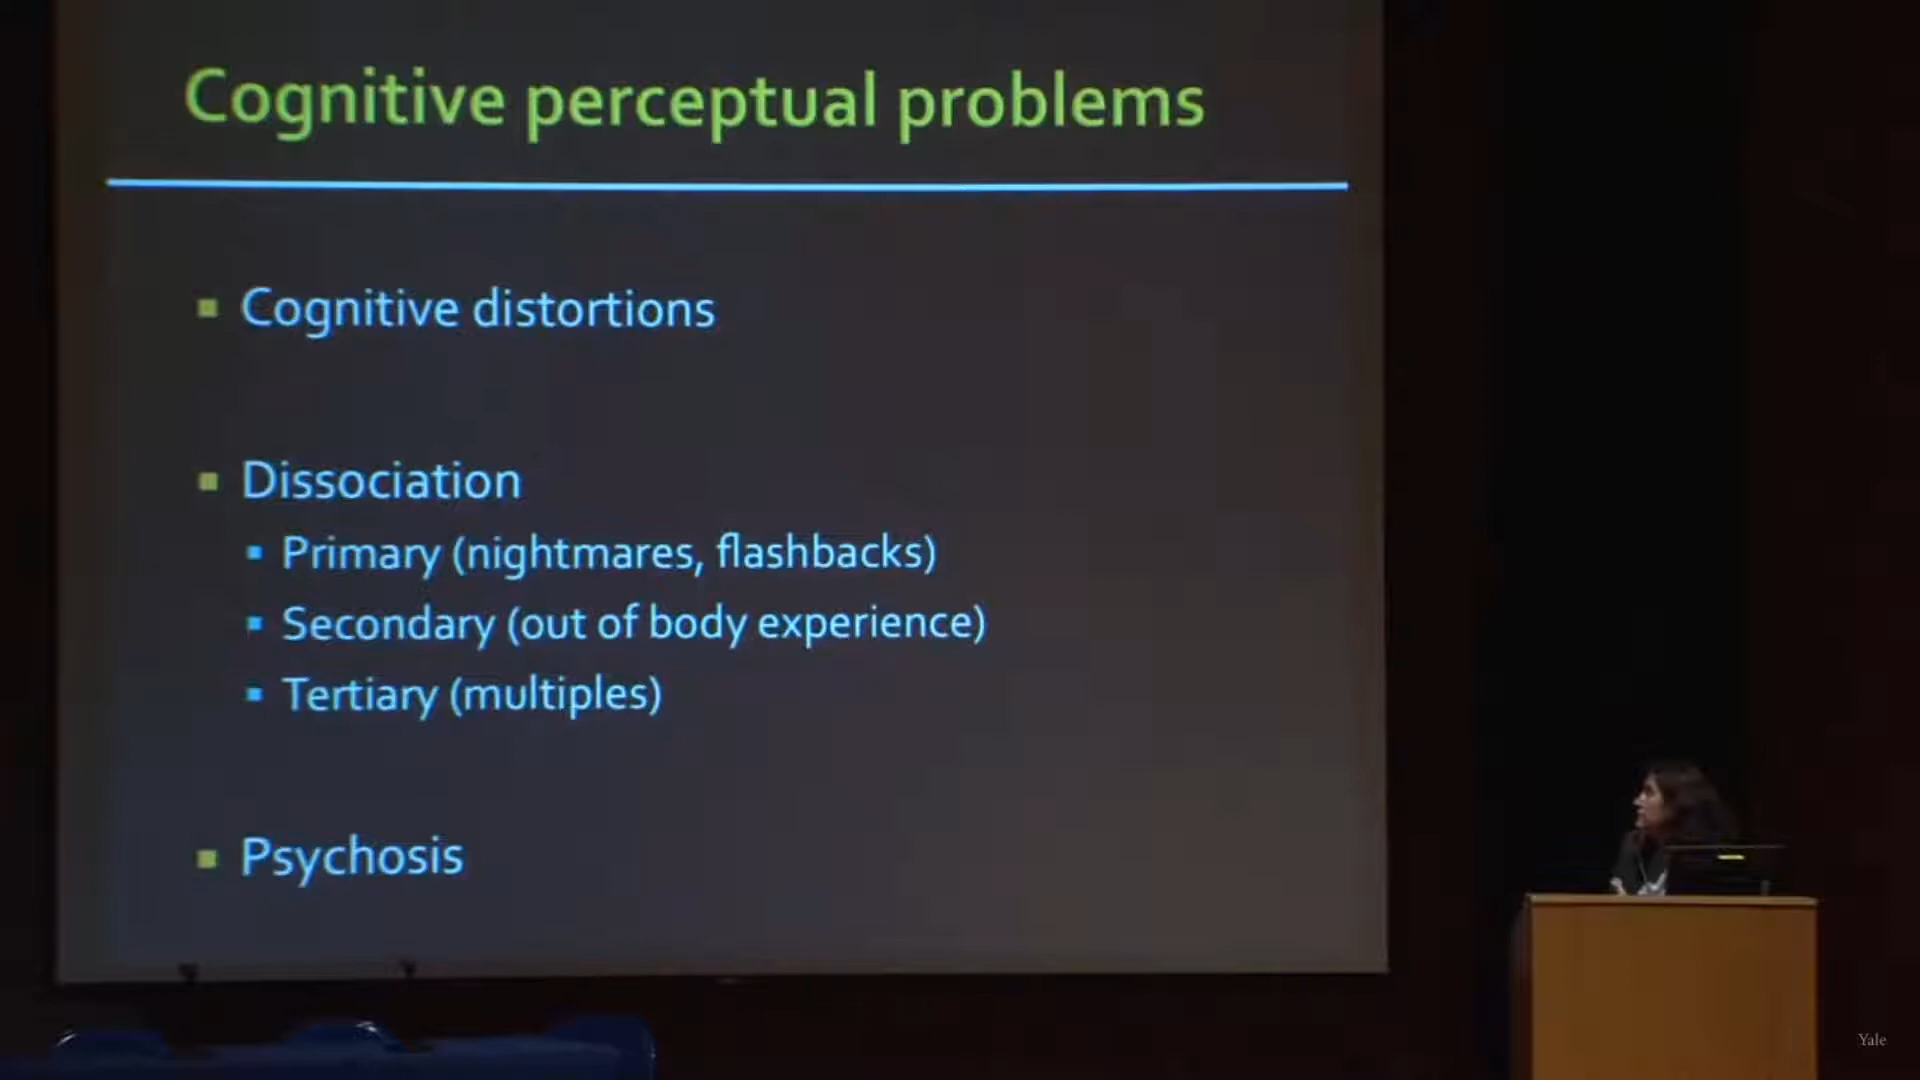 Cognitive perceptual problems
Cognitive distortions
Dissociation
Primary (nightmares, flashbacks)
Secondary (out of body experience)
Tertiary (multiples)
Psychosis
Yale